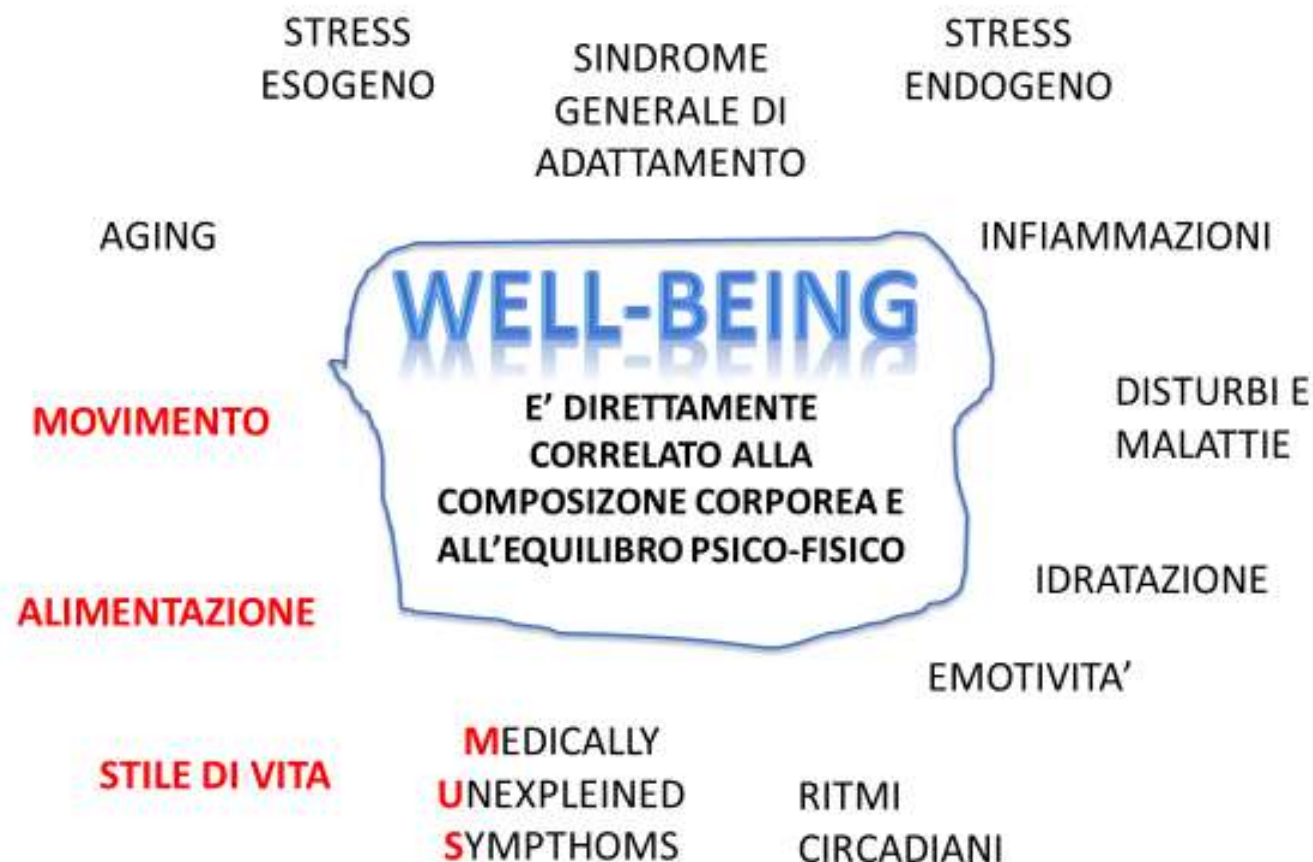 STRESS
ESOGENO
SINDROME
GENERALE DI
ADATTAMENTO
STRESS
ENDOGENO
AGING
INFIAMMAZIONI
WELL-BEING
E' DIRETTAMENTE
CORRELATO ALLA
COMPOSIZONE CORPOREA E
ALL'EQUILIBRO PSICO-FISICO
MOVIMENTO
DISTURBI E
MALATTIE
ALIMENTAZIONE
IDRATAZIONE
EMOTIVITA'
STILE DI VITA
MEDICALLY
UNEXPLEINED
SYMPTHOMS
RITMI
CIRCADIANI